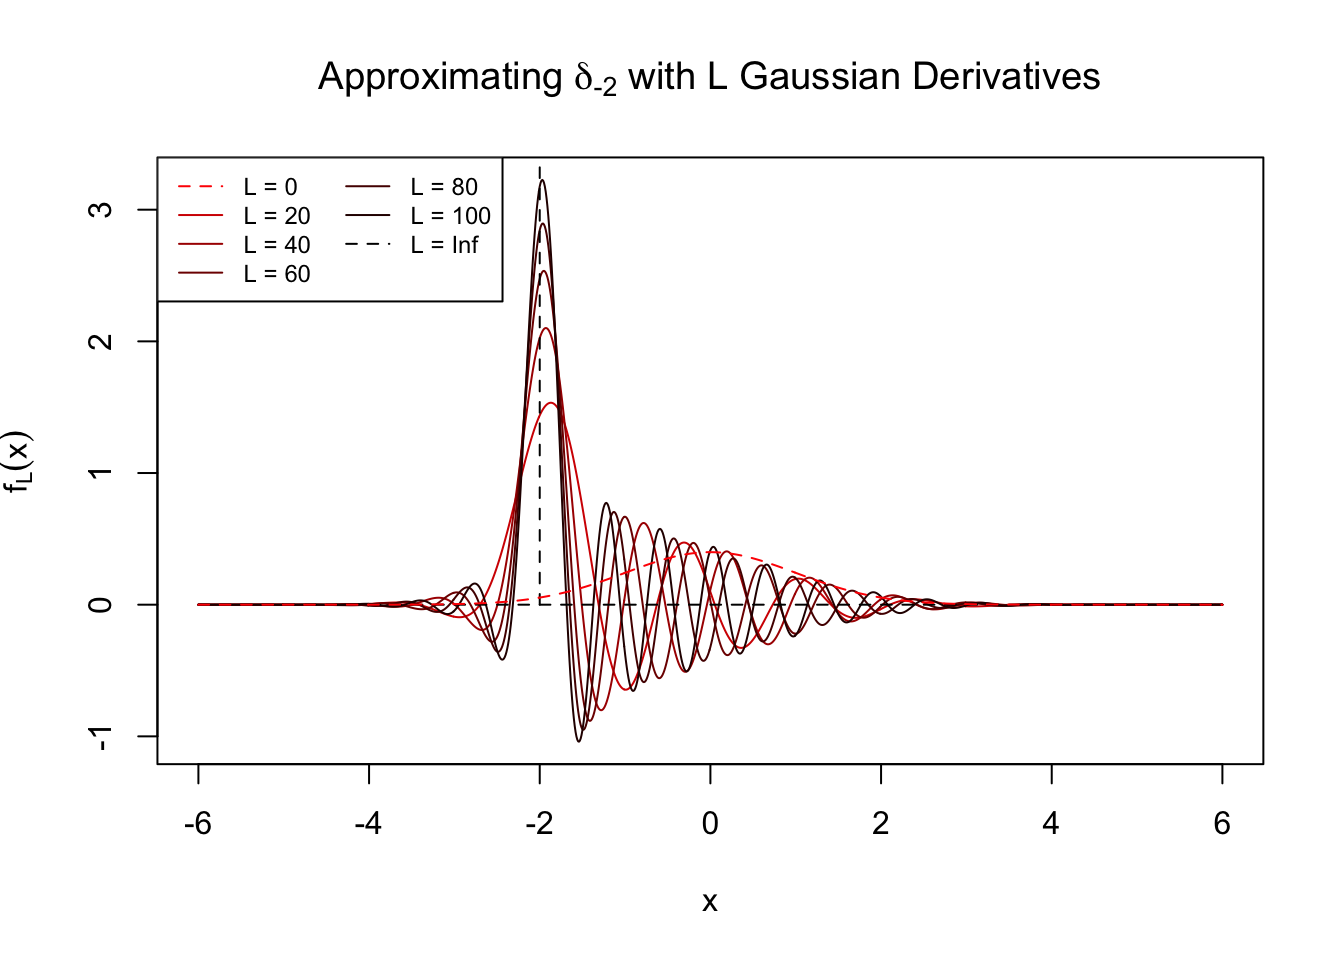 Approximating δ-2 with L Gaussian Derivatives
L = 0
L = 20
L = 40
L = 60
L = 80
L = 100
L = Inf
fL(x)
3
2
1
0
-1
-6 -4 -2 0 2 4 6
x